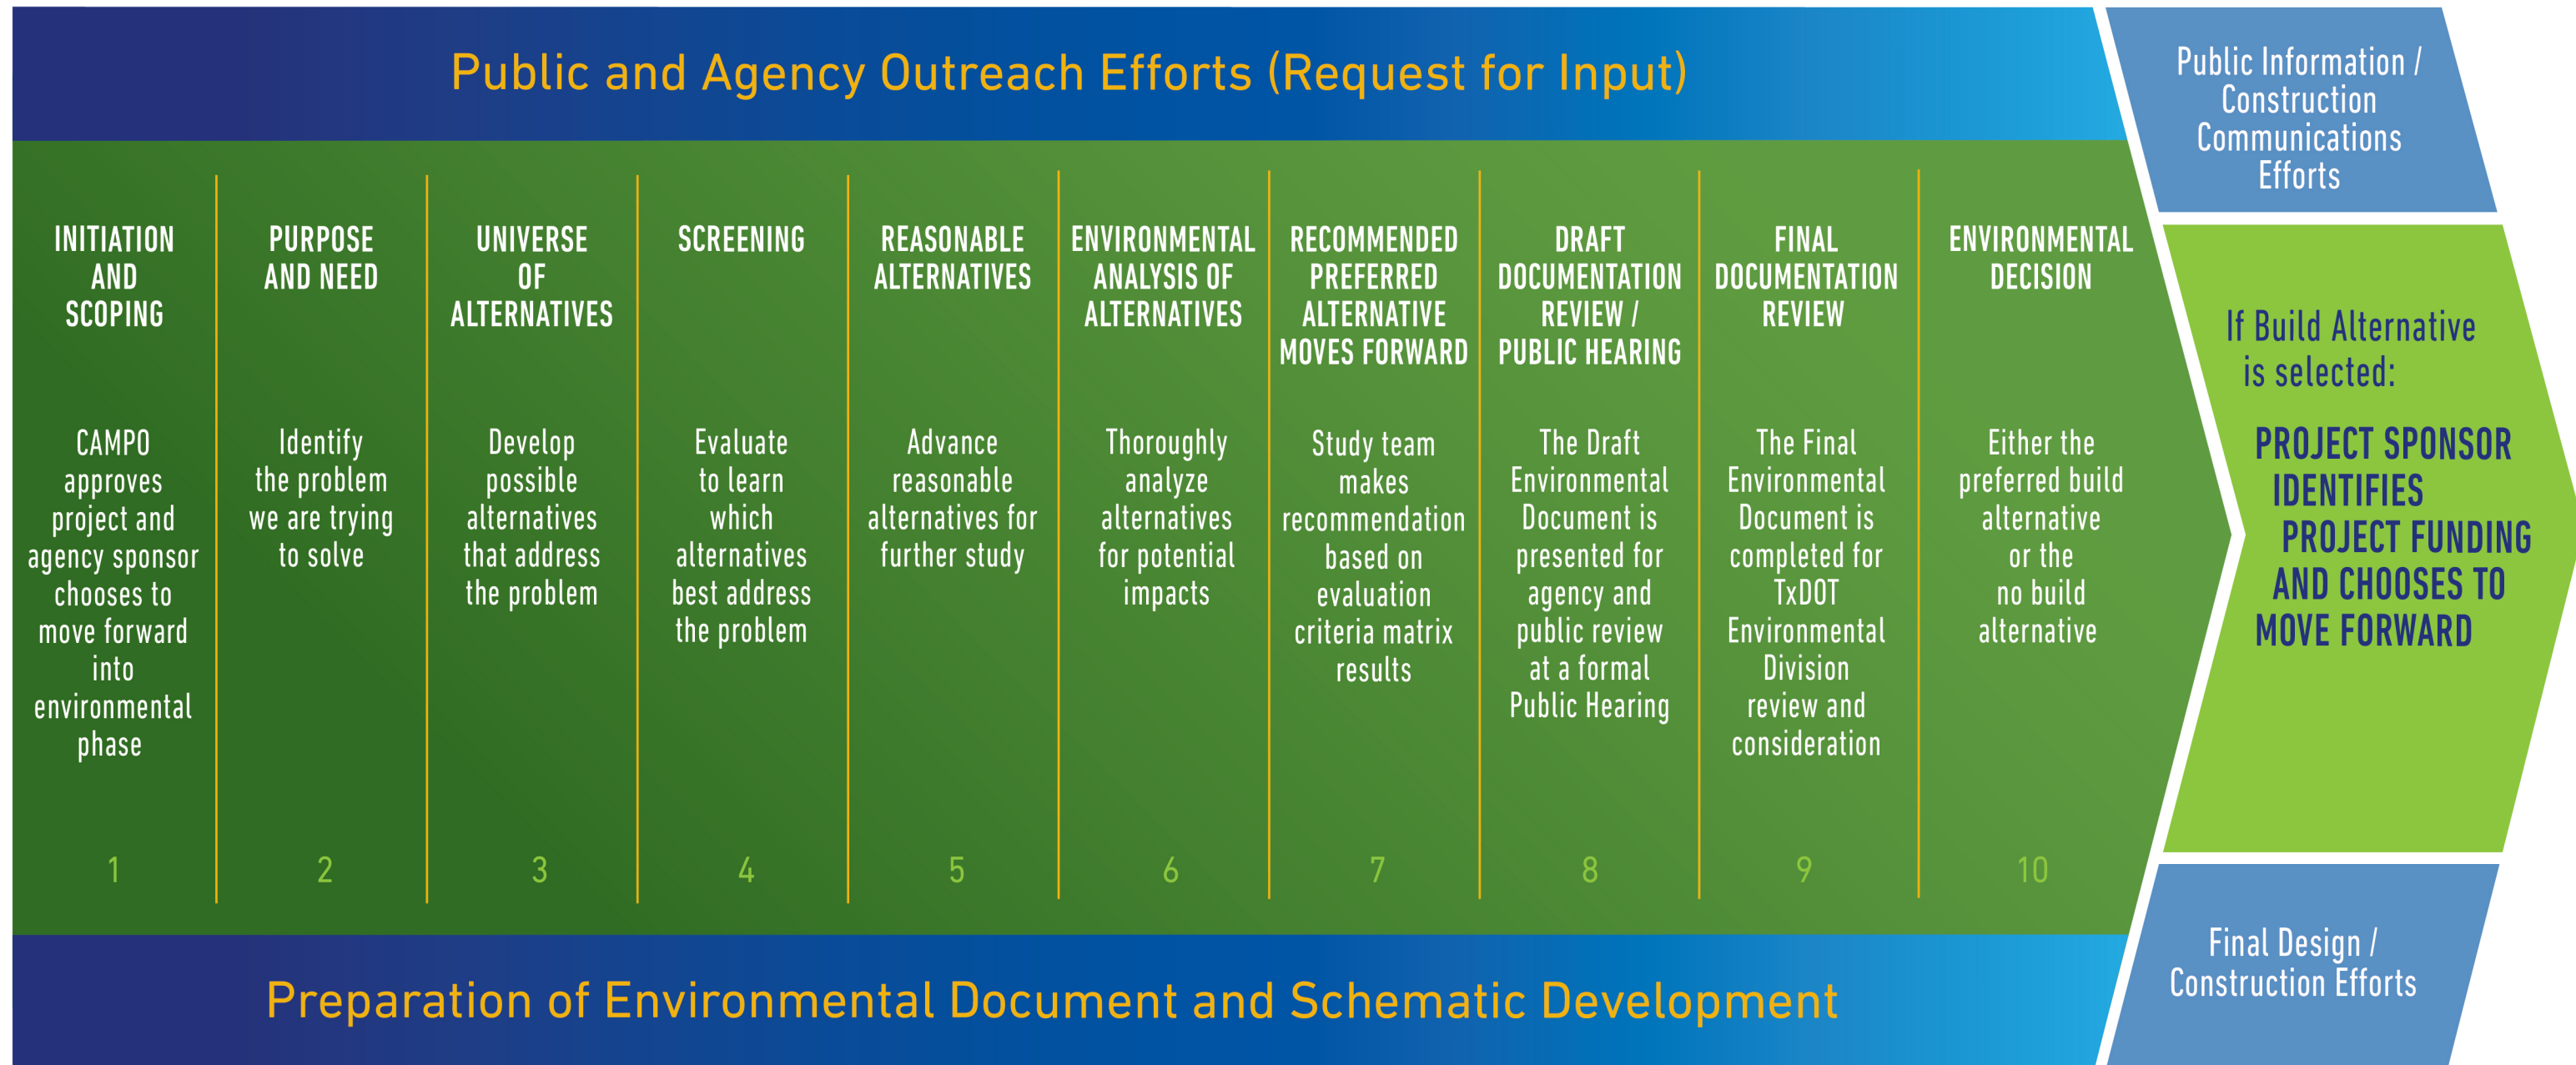 Public and Agency Outreach Efforts (Request for Input)
INITIATION
AND
SCOPING
CAMPO
approves
project and
agency sponsor
chooses to
move forward
into
environmental
phase
1
PURPOSE
AND NEED
Identify
the problem
we are trying
to solve
2
UNIVERSE
OF
ALTERNATIVES
Develop
possible
alternatives
that address
the problem
3
SCREENING
Evaluate
to learn
which
alternatives
best address
the problem
4
REASONABLE
ALTERNATIVES
Advance
reasonable
alternatives for
further study
5
ENVIRONMENTAL
ANALYSIS OF
ALTERNATIVES
Thoroughly
analyze
alternatives
for potential
impacts
6
RECOMMENDED
PREFERRED
ALTERNATIVE
MOVES FORWARD
Study team
makes
recommendation
based on
evaluation
criteria matrix
results
7
DRAFT
DOCUMENTATION
REVIEW /
PUBLIC HEARING
The Draft
Environmental
Document is
presented for
agency and
public review
at a formal
Public Hearing
8
FINAL
DOCUMENTATION
REVIEW
The Final
Environmental
Document is
completed for
TxDOT
Environmental
Division
review and
consideration
9
ENVIRONMENTAL
DECISION
Either the
preferred build
alternative
or the
no build
alternative
10
Preparation of Environmental Document and Schematic Development
Public Information /
Construction
Communications
Efforts
If Build Alternative
is selected:
PROJECT SPONSOR
IDENTIFIES
PROJECT FUNDING
AND CHOOSES TO
MOVE FORWARD
Final Design /
Construction Efforts